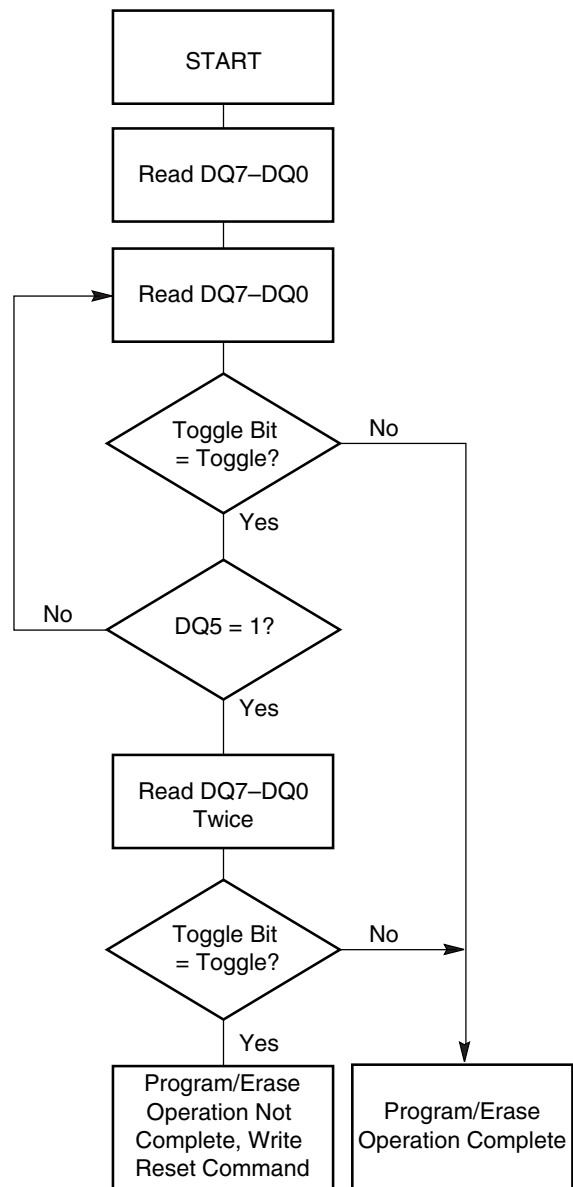 START
Read DQ7–DQ0
Read DQ7–DQ0
Toggle Bit
= Toggle?
No
Yes
No
DQ5 = 1?
Yes
Read DQ7–DQ0
Twice
Toggle Bit
= Toggle?
No
Yes
Program/Erase
Operation Not
Complete, Write
Reset Command
Program/Erase
Operation Complete